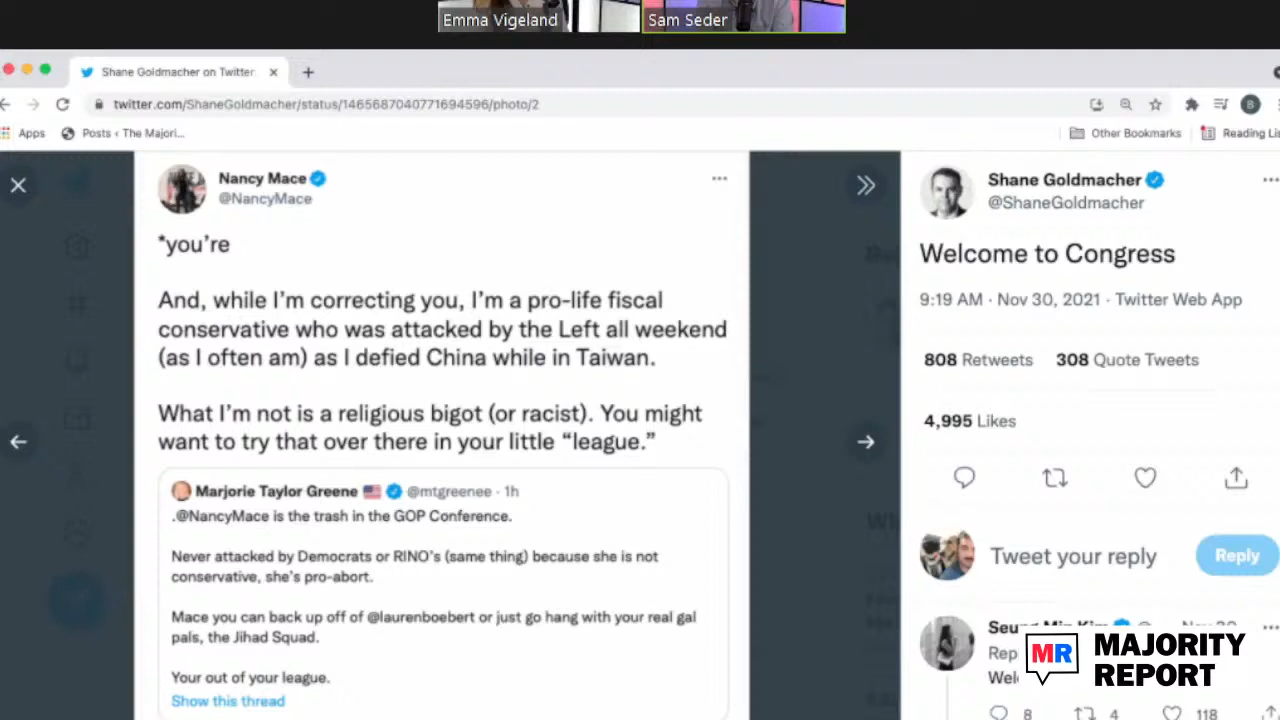 Emma Vigeland
Sam Seder
Shane Goldmacher on Twitter
twitter.com/ShaneGoldmacher/status/1465687040771694596/photo/2
B
Apps
Posts ‹ The Majori...
Other Bookmarks
Reading Lis
Nancy Mace
@NancyMace
*you're
And, while I'm correcting you, I'm a pro-life fiscal
conservative who was attacked by the Left all weekend
(as I often am) as I defied China while in Taiwan.
What I'm not is a religious bigot (or racist). You might
want to try that over there in your little “league.”
Marjorie Taylor Greene @mtgreenee · 1h
.@NancyMace is the trash in the GOP Conference.
Never attacked by Democrats or RINO's (same thing) because she is not
conservative, she's pro-abort.
Mace you can back up off of @laurenboebert or just go hang with your real gal
pals, the Jihad Squad.
Your out of your league.
Show this thread
Shane Goldmacher
@ShaneGoldmacher
Welcome to Congress
9:19 AM · Nov 30, 2021 · Twitter Web App
808 Retweets 308 Quote Tweets
4,995 Likes
Tweet your reply
Reply
Rep
Wel
8 4 118
MR MAJORITY
REPORT